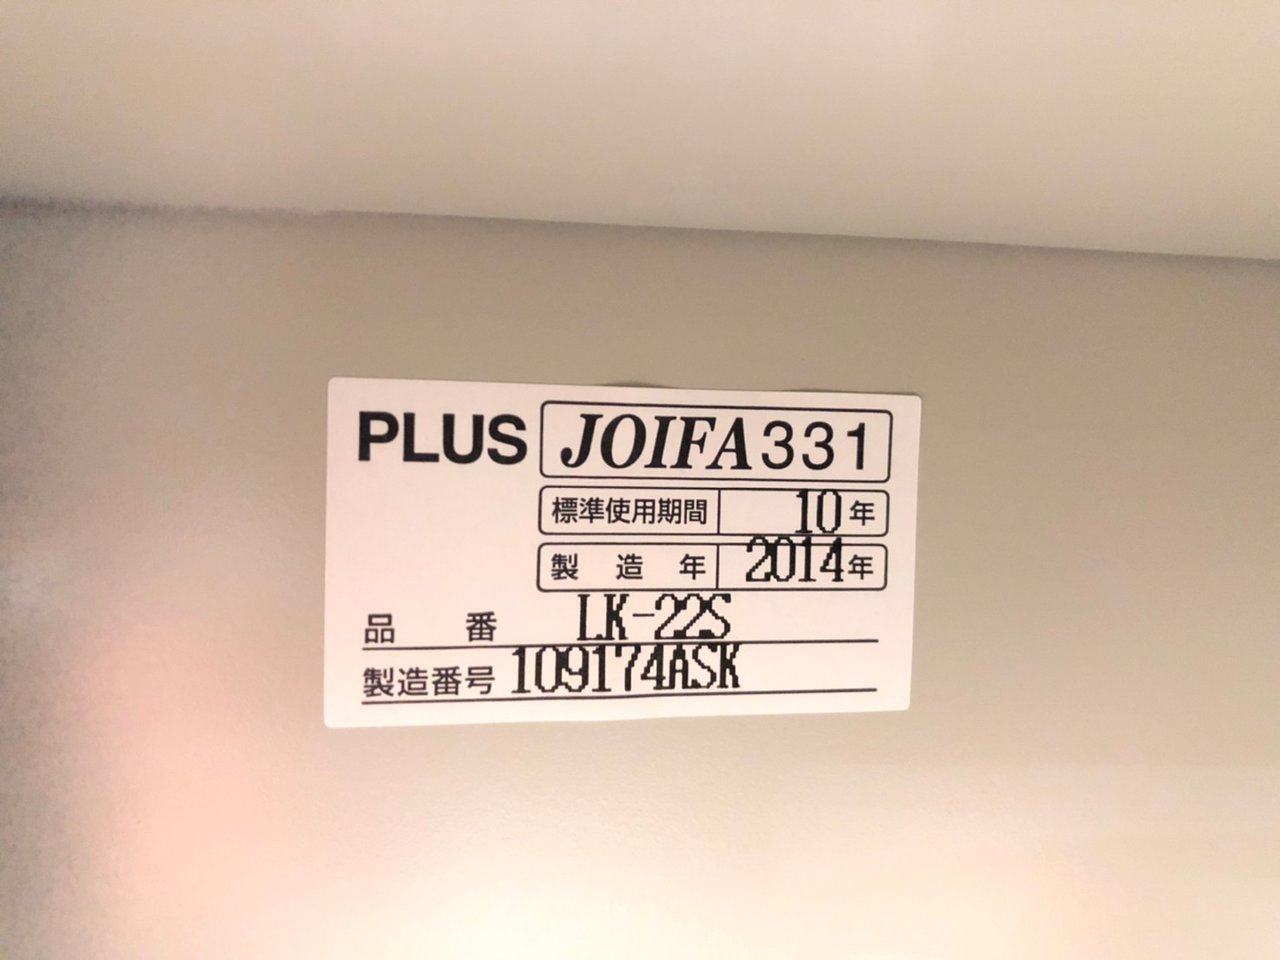 PLUS JOIFA331
標準使用期間 10年
製造年 2014年
品番 LK-22S
製造番号 109174ASK